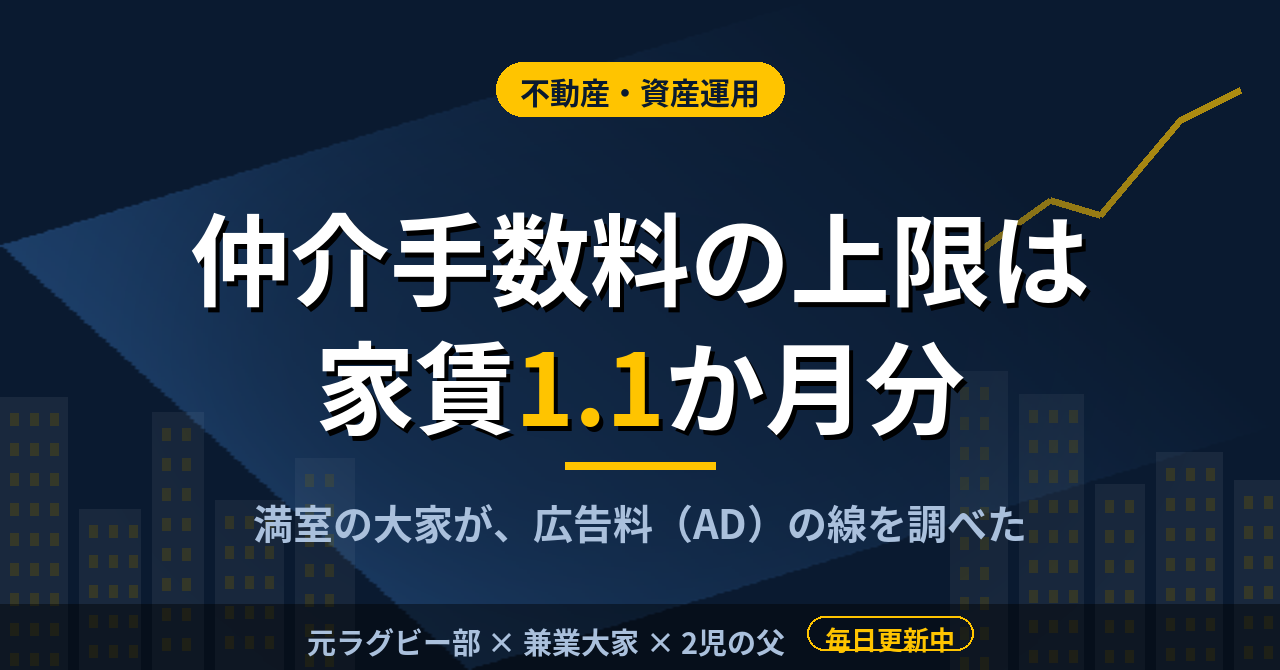 不動産・資産運用
仲介手数料の上限は
家賃1.1か月分
満室の大家が、広告料（AD）の線を調べた
元ラグビー部 × 兼業大家 × 2児の父
毎日更新中